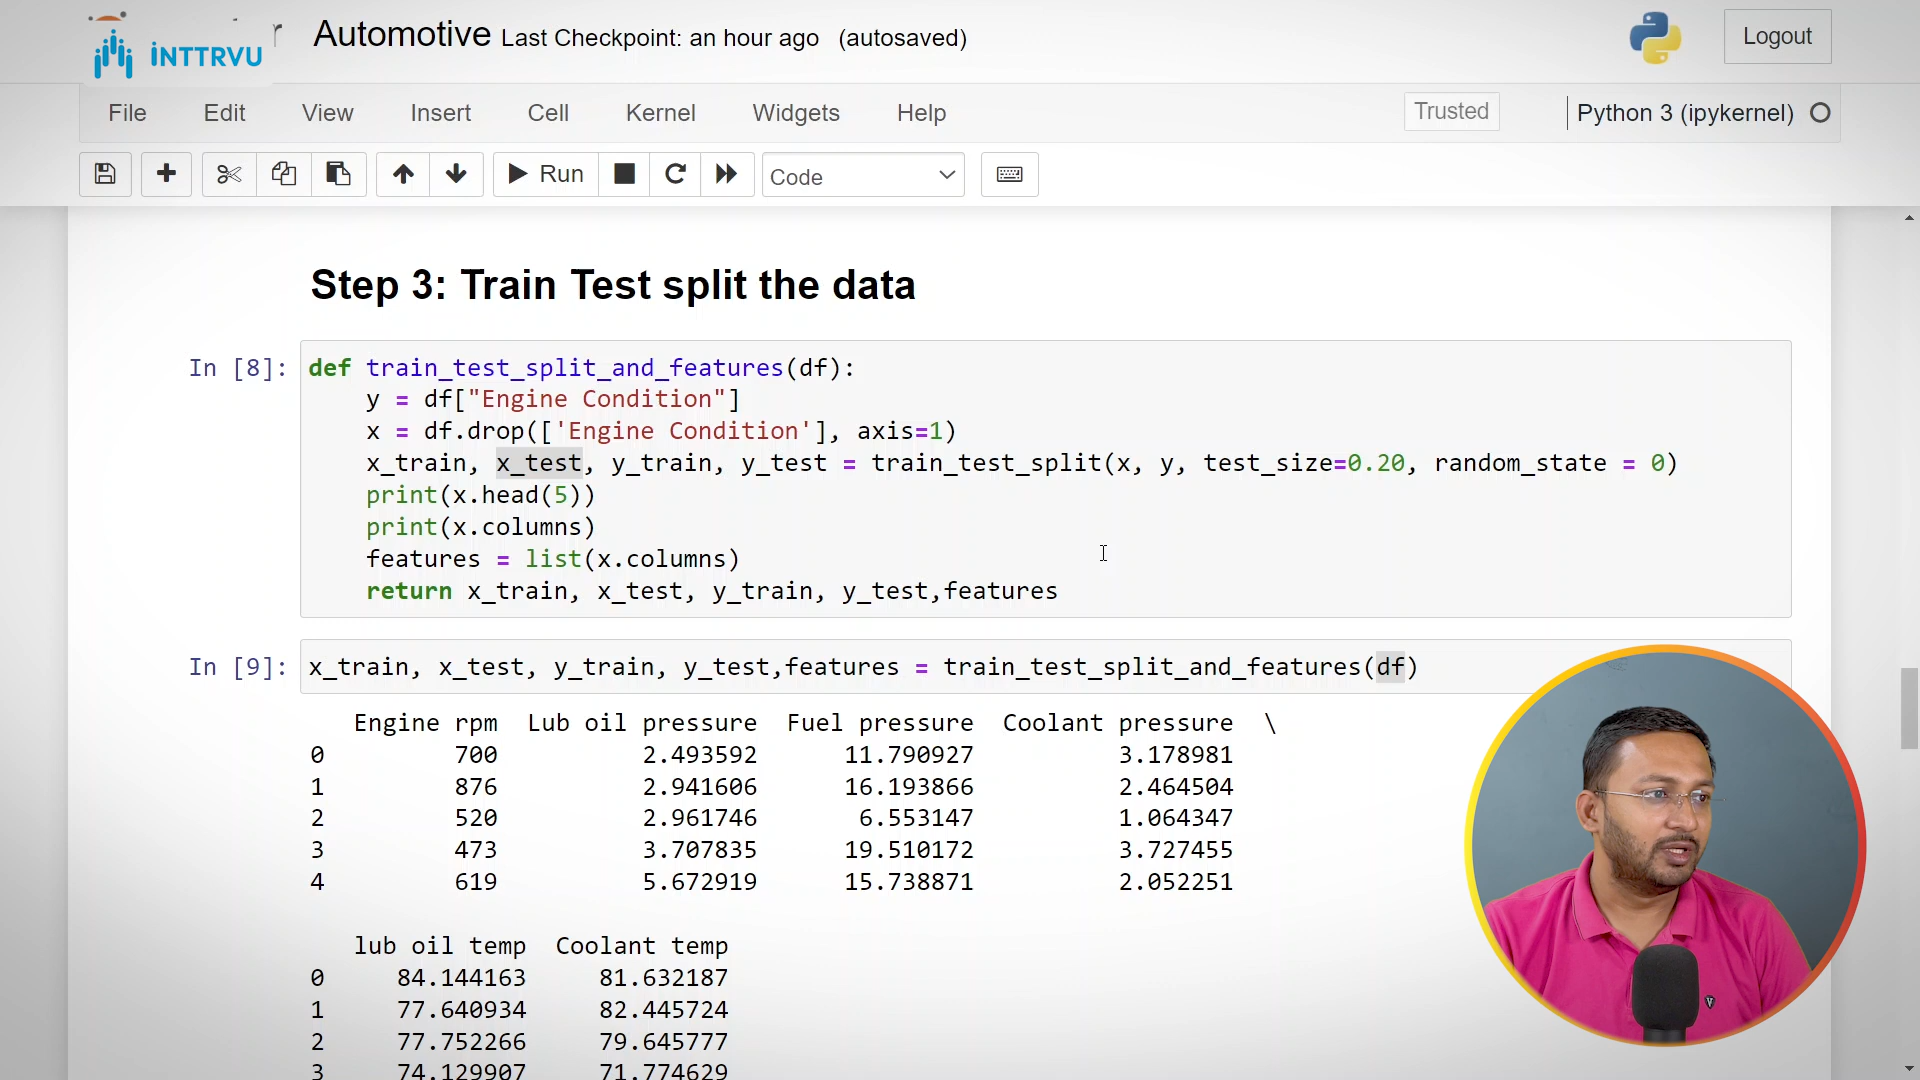 INTTRVU
Automotive Last Checkpoint: an hour ago (autosaved)
Logout
File Edit View Insert Cell Kernel Widgets Help
Trusted
Python 3 (ipykernel)
Run
Code
Step 3: Train Test split the data
In [8]:
def train_test_split_and_features(df):
    y = df["Engine Condition"]
    x = df.drop(['Engine Condition'], axis=1)
    x_train, x_test, y_train, y_test = train_test_split(x, y, test_size=0.20, random_state = 0)
    print(x.head(5))
    print(x.columns)
    features = list(x.columns)
    return x_train, x_test, y_train, y_test,features
In [9]:
x_train, x_test, y_train, y_test,features = train_test_split_and_features(df)
Engine rpm Lub oil pressure Fuel pressure Coolant pressure \
0 700 2.493592 11.790927 3.178981
1 876 2.941606 16.193866 2.464504
2 520 2.961746 6.553147 1.064347
3 473 3.707835 19.510172 3.727455
4 619 5.672919 15.738871 2.052251
lub oil temp Coolant temp
0 84.144163 81.632187
1 77.640934 82.445724
2 77.752266 79.645777
3 74.129907 71.774629